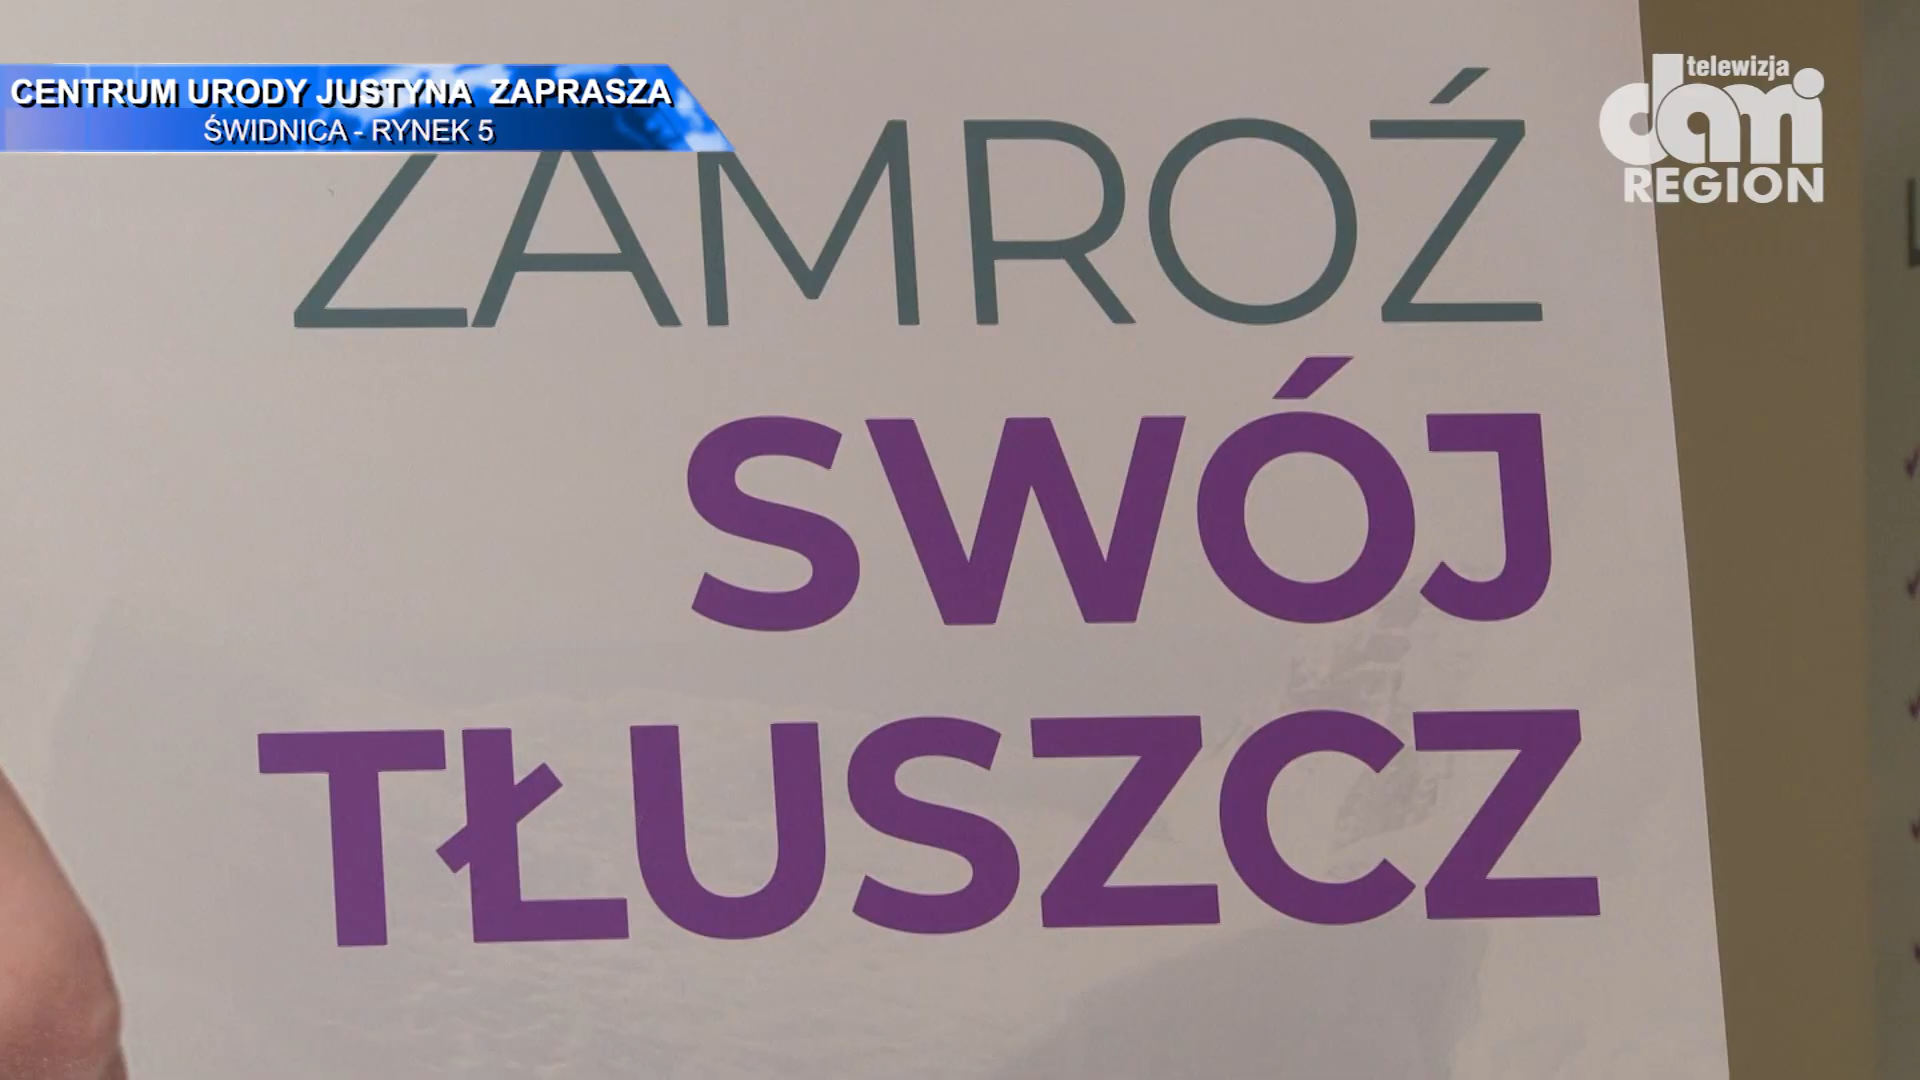 CENTRUM URODY JUSTYNA ZAPRASZA
ŚWIDNICA - RYNEK 5
telewizja
dami
REGION
ZAMROŹ
SWÓJ
TŁUSZCZ